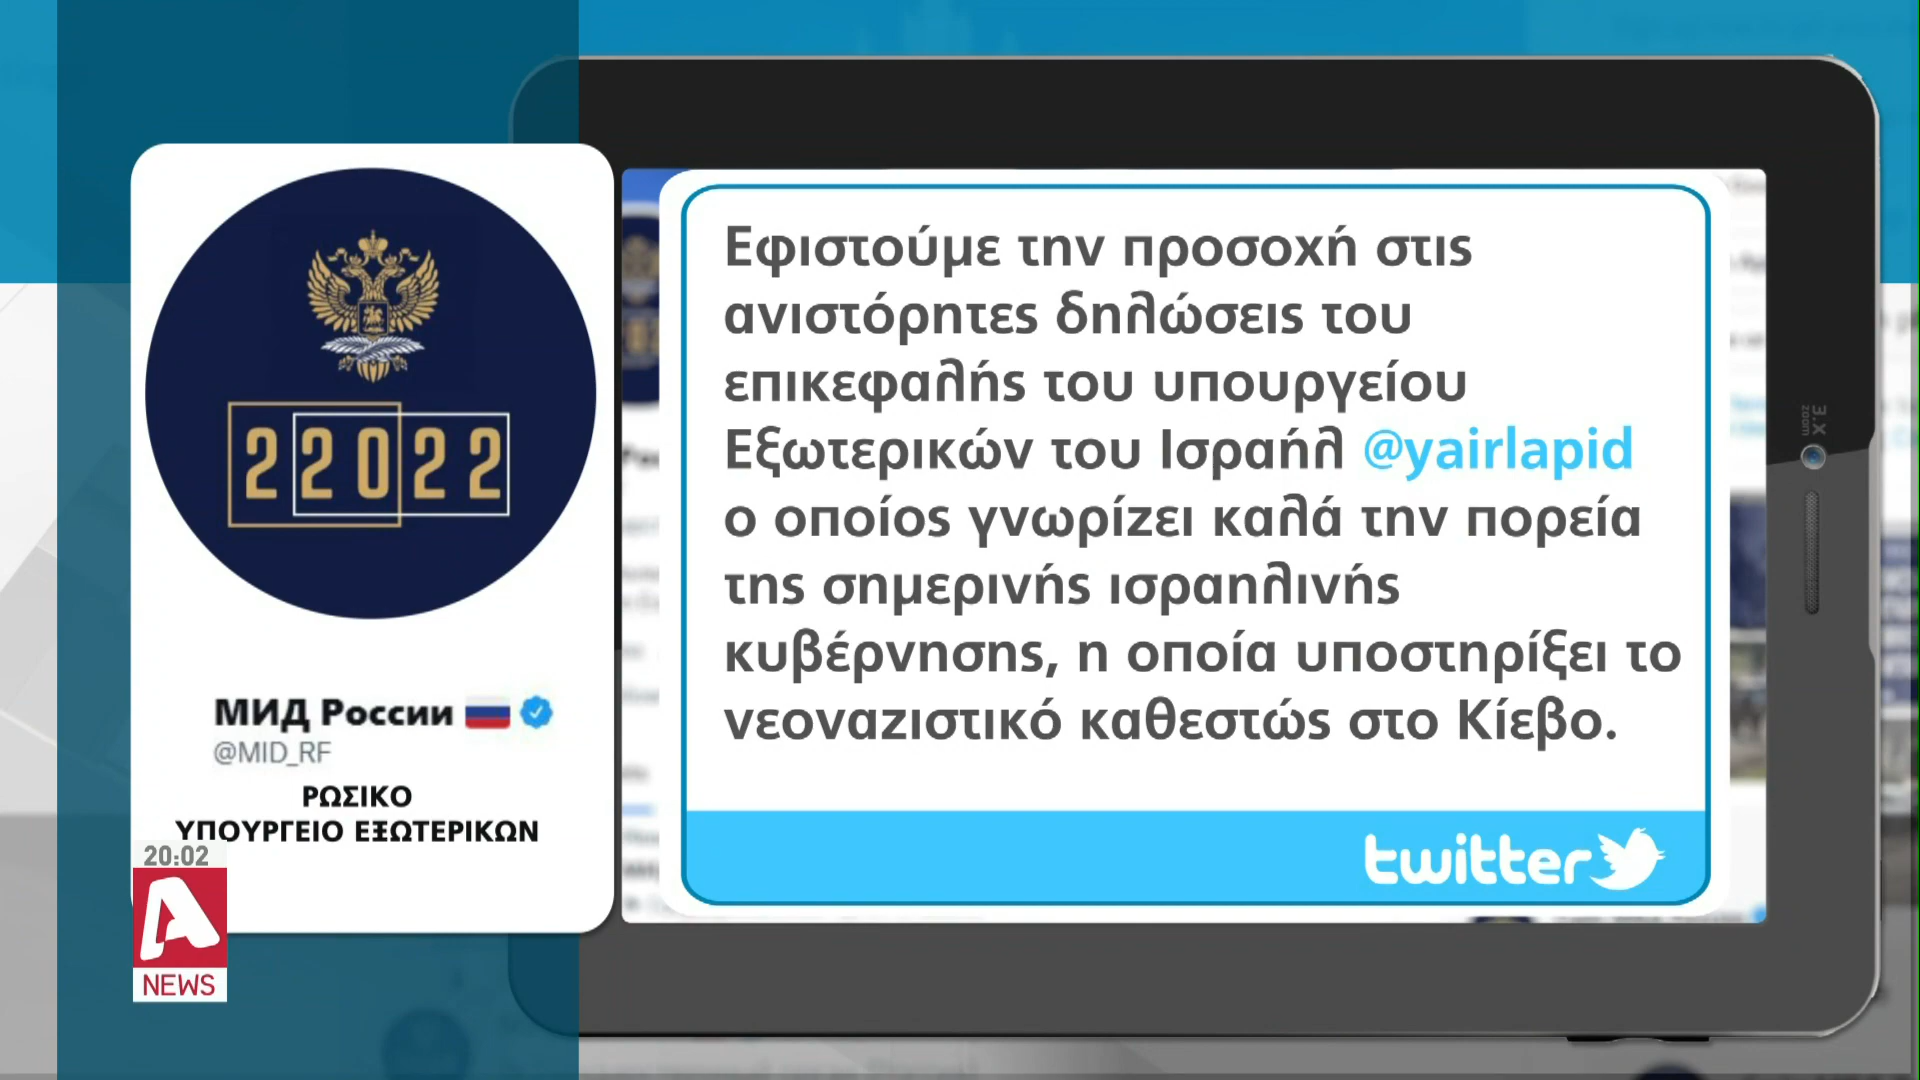 22022
МИД России
@MID_RF
ΡΩΣΙΚΟ
ΥΠΟΥΡΓΕΙΟ ΕΞΩΤΕΡΙΚΩΝ
20:02
NEWS
Εφιστούμε την προσοχή στις
ανιστόρητες δηλώσεις του
επικεφαλής του υπουργείου
Εξωτερικών του Ισραήλ @yairlapid
ο οποίος γνωρίζει καλά την πορεία
της σημερινής ισραηλινής
κυβέρνησης, η οποία υποστηρίξει το
νεοναζιστικό καθεστώς στο Κίεβο.
twitter
3.X
zoom